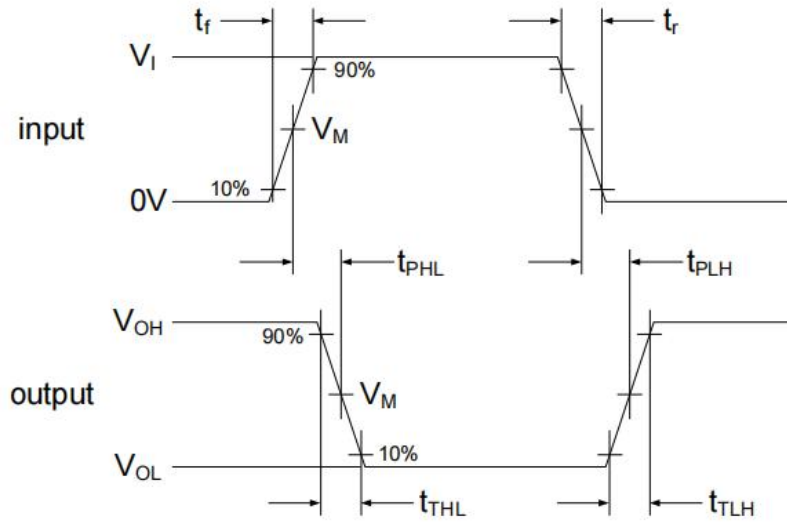 t_f
t_r
V_I
90%
input
V_M
10%
0V
t_PHL
t_PLH
V_OH
90%
output
V_M
10%
V_OL
t_THL
t_TLH